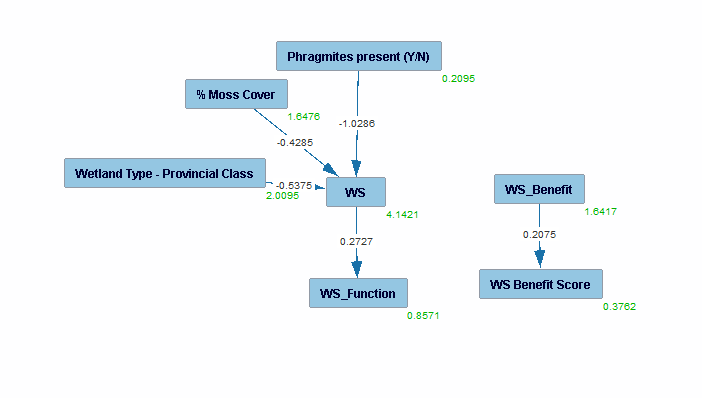 Phragmites present (Y/N)
0.2095
% Moss Cover
1.6476
-1.0286
-0.4285
Wetland Type - Provincial Class
-0.5375
2.0095
WS
4.1421
WS_Benefit
1.6417
0.2727
0.2075
WS_Function
0.8571
WS Benefit Score
0.3762